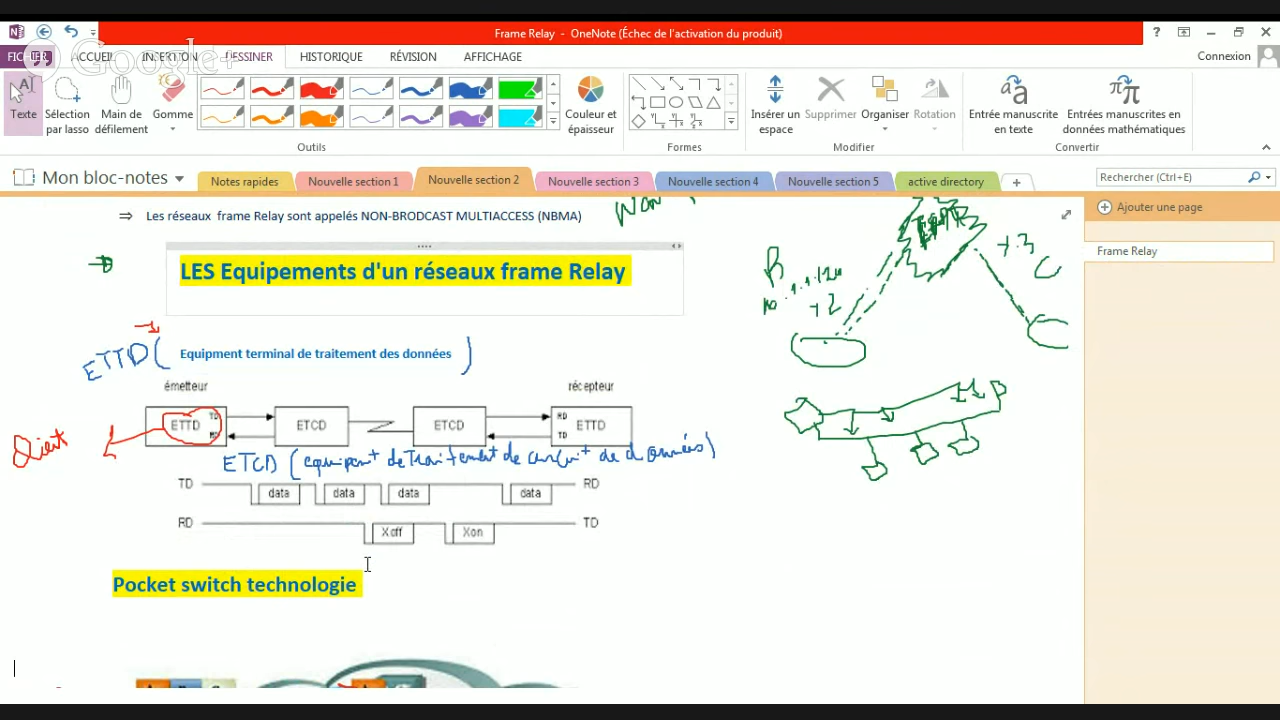 Frame Relay - OneNote (Échec de l'activation du produit)
Google+
FICHIER ACCUEIL INSERTION DESSINER HISTORIQUE RÉVISION AFFICHAGE Connexion
Texte
Sélection par lasso
Main de défilement
Gomme
Couleur et épaisseur
Insérer un espace
Supprimer
Organiser
Rotation
Entrée manuscrite en texte
Entrées manuscrites en données mathématiques
Outils Formes Modifier Convertir
Mon bloc-notes Notes rapides Nouvelle section 1 Nouvelle section 2 Nouvelle section 3 Nouvelle section 4 Nouvelle section 5 active directory
Rechercher (Ctrl+E)
Ajouter une page
Frame Relay
⇒ Les réseaux frame Relay sont appelés NON-BRODCAST MULTIACCESS (NBMA)
Non
LES Equipements d'un réseaux frame Relay
ETTD ( Equipment terminal de traitement des données )
émetteur récepteur
ETTD TD RD ETCD ETCD RD TD ETTD
ETCD (equipent de Traitement de circuit de données)
TD data data data data RD
RD Xoff Xon TD
Pocket switch technologie
R
+2
+3
C